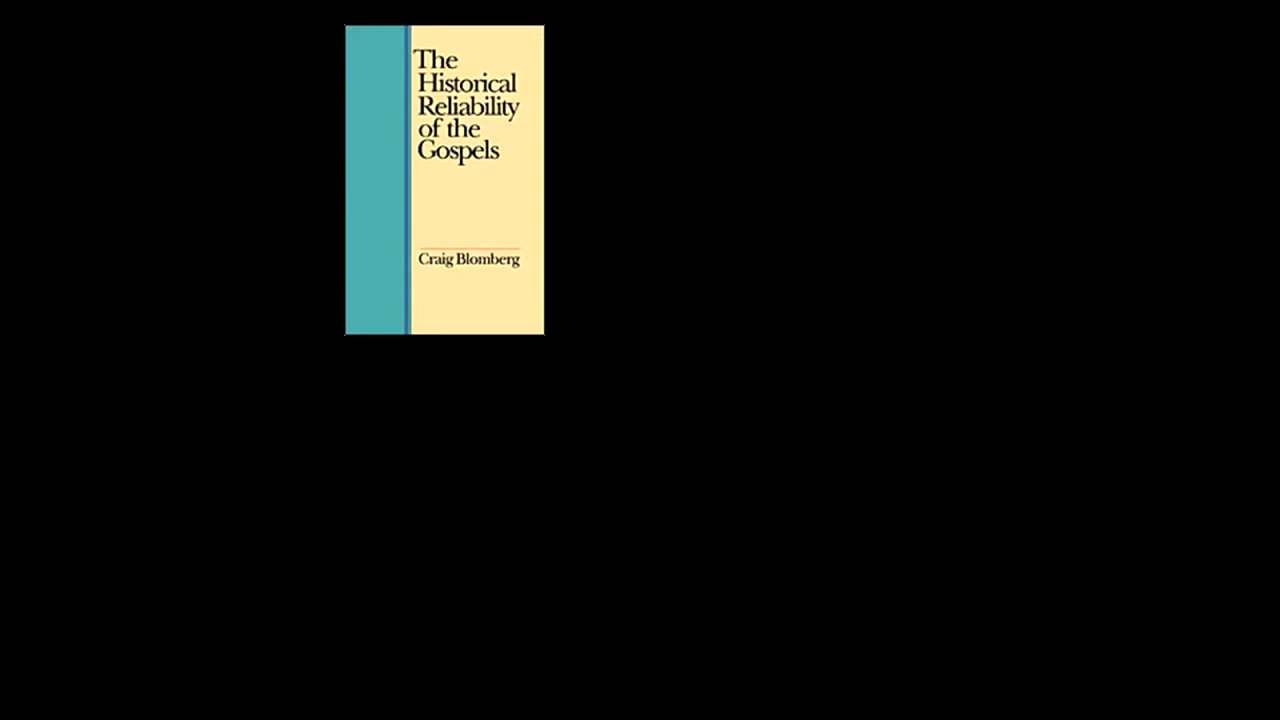 The
Historical
Reliability
of the
Gospels
Craig Blomberg